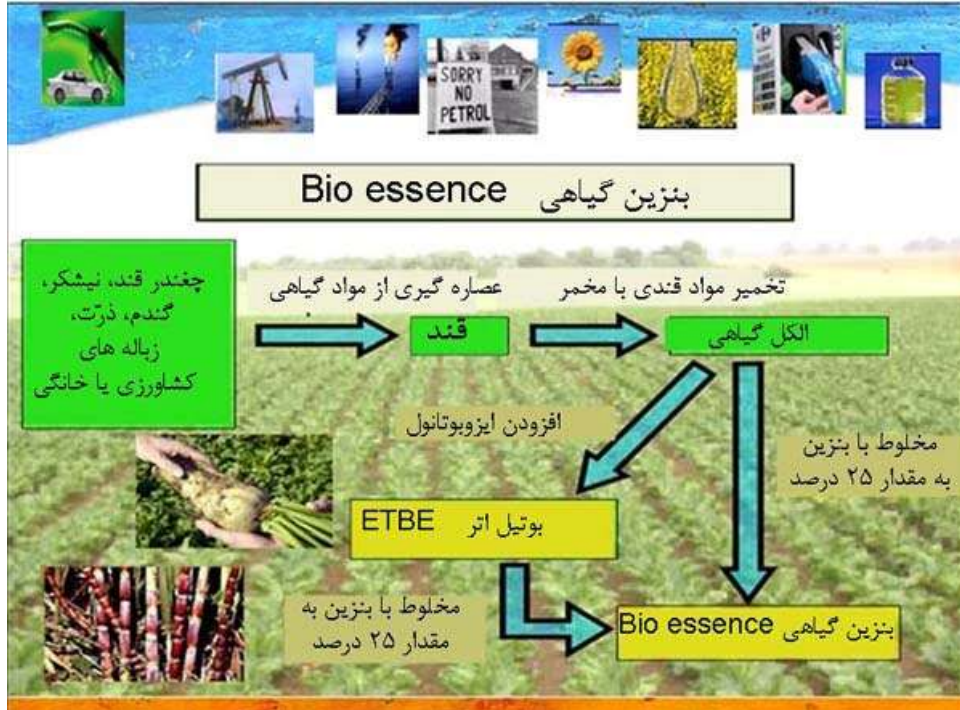 SORRY
NO
PETROL
بنزین گیاهی Bio essence
چغندر قند، نیشکر،
گندم، ذرّت،
زباله های
کشاورزی یا خانگی
عصاره گیری از مواد گیاهی
قند
تخمیر مواد قندی با مخمر
الکل گیاهی
افزودن ایزوبوتانول
مخلوط با بنزین
به مقدار ۲۵ درصد
بوتیل اتر ETBE
مخلوط با بنزین به
مقدار ۲۵ درصد
بنزین گیاهی Bio essence